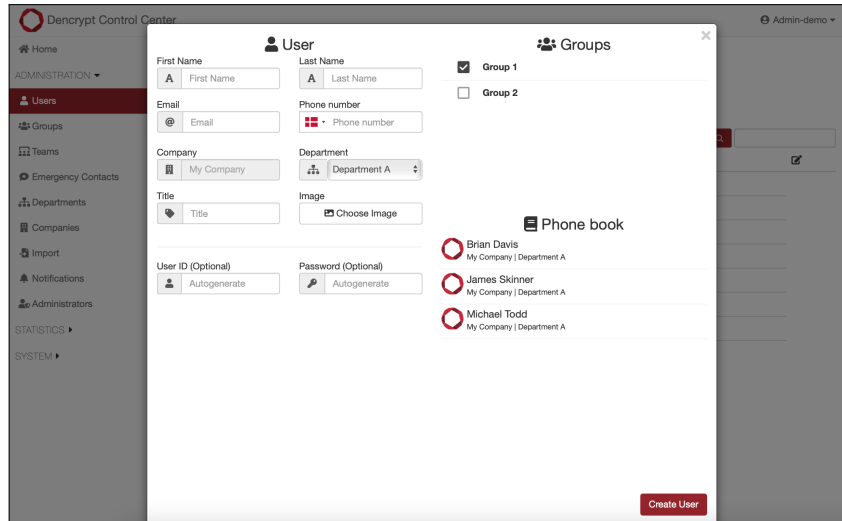 Dencrypt Control Center
Admin-demo
Home
ADMINISTRATION
Users
Groups
Teams
Emergency Contacts
Departments
Companies
Import
Notifications
Administrators
STATISTICS
SYSTEM
×
User
First Name
Last Name
A First Name
A Last Name
Email
Phone number
@ Email
Phone number
Company
Department
My Company
Department A
Title
Image
Title
Choose Image
User ID (Optional)
Password (Optional)
Autogenerate
Autogenerate
Groups
Group 1
Group 2
Phone book
Brian Davis
My Company | Department A
James Skinner
My Company | Department A
Michael Todd
My Company | Department A
Create User